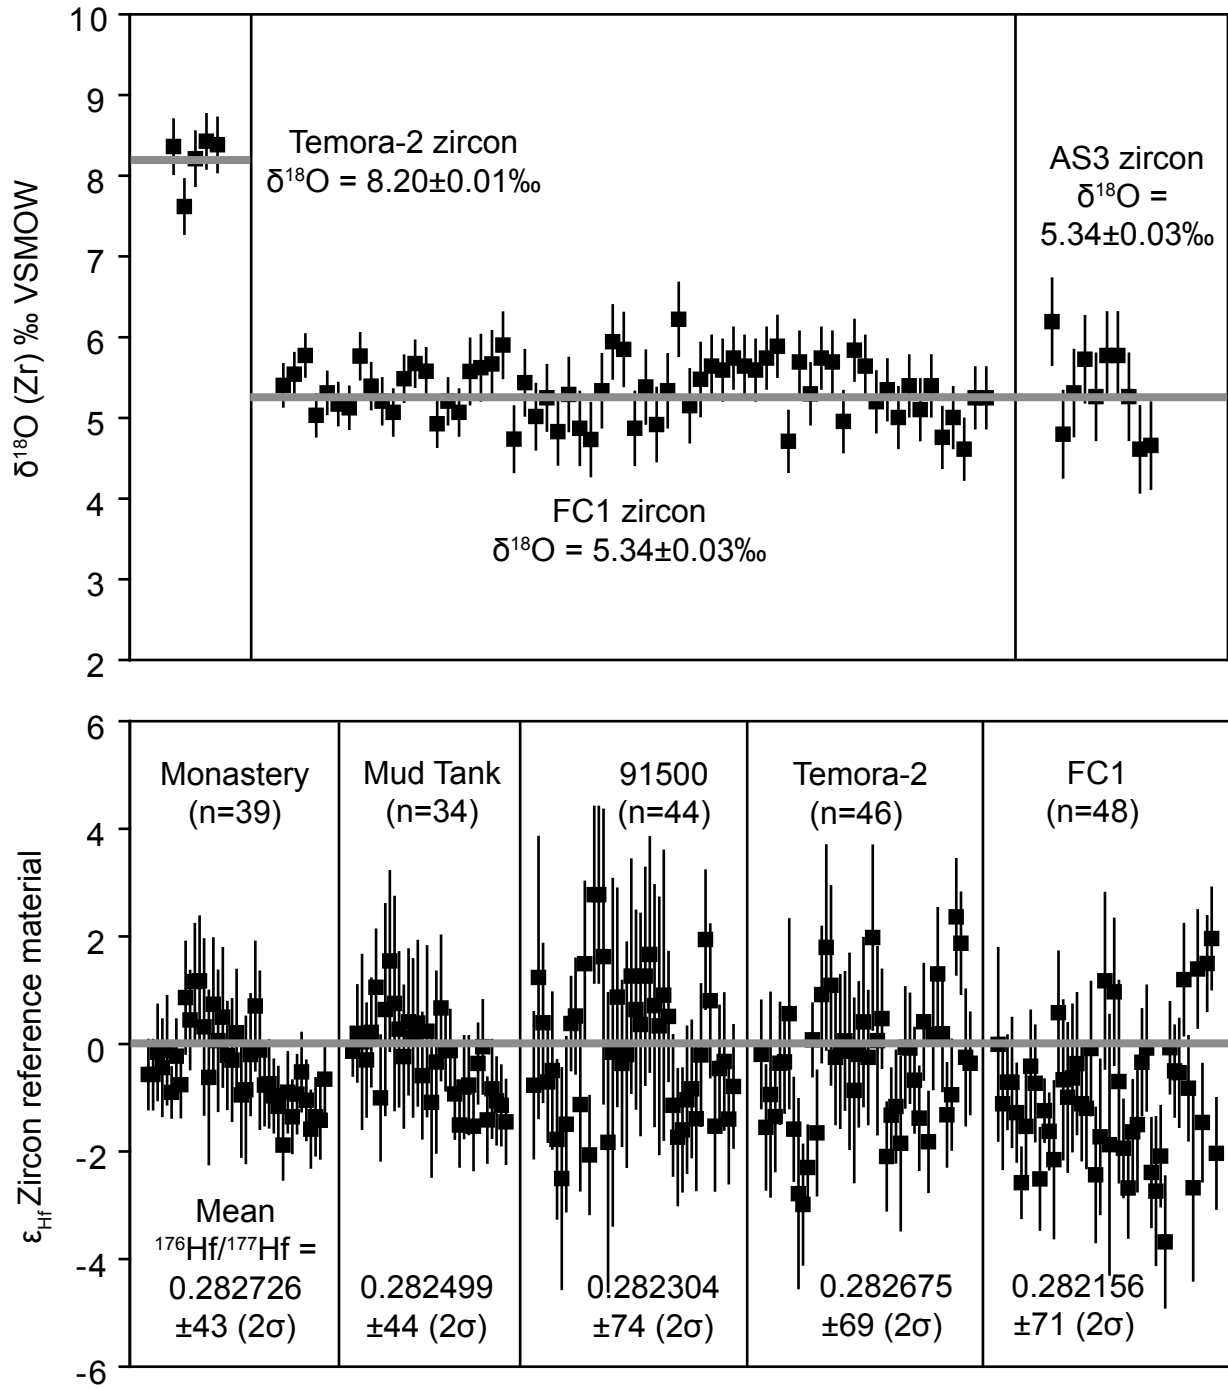 10
9
8
7
6
5
4
3
2
δ¹⁸O (Zr) ‰ VSMOW
Temora-2 zircon
δ¹⁸O = 8.20±0.01‰
AS3 zircon
δ¹⁸O =
5.34±0.03‰
FC1 zircon
δ¹⁸O = 5.34±0.03‰
6
4
2
0
-2
-4
-6
εHf Zircon reference material
Monastery
(n=39)
Mud Tank
(n=34)
91500
(n=44)
Temora-2
(n=46)
FC1
(n=48)
Mean
¹⁷⁶Hf/¹⁷⁷Hf =
0.282726
±43 (2σ)
0.282499
±44 (2σ)
0.282304
±74 (2σ)
0.282675
±69 (2σ)
0.282156
±71 (2σ)